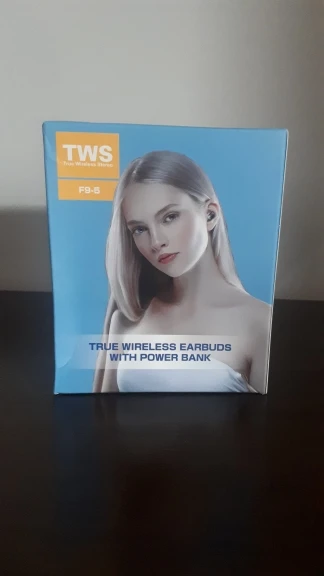 TWS
True Wireless Stereo
F9-5
TRUE WIRELESS EARBUDS
WITH POWER BANK